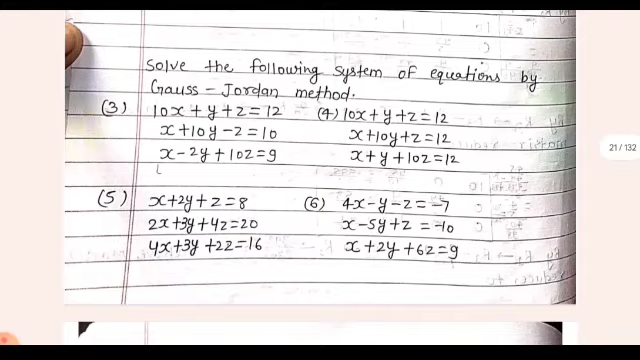 Solve the following system of equations by
Gauss - Jordan method.
(3) 10x+y+z=12 (4) 10x+y+z=12
x+10y-z=10 x+10y+z=12
x-2y+10z=9 x+y+10z=12
(5) x+2y+z=8 (6) 4x-y-z=-7
2x+3y+4z=20 x-5y+z=-10
4x+3y+2z=16 x+2y+6z=9
21/132